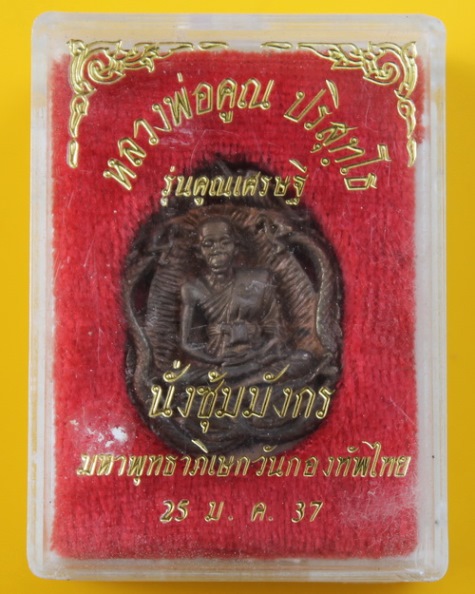 หลวงพ่อคูณ ปริสุทฺโธ
รุ่นคูณเศรษฐี
นั่งซุ้มมังกร
มหาพุทธาภิเษกวันกองทัพไทย
25 ม. ค. 37